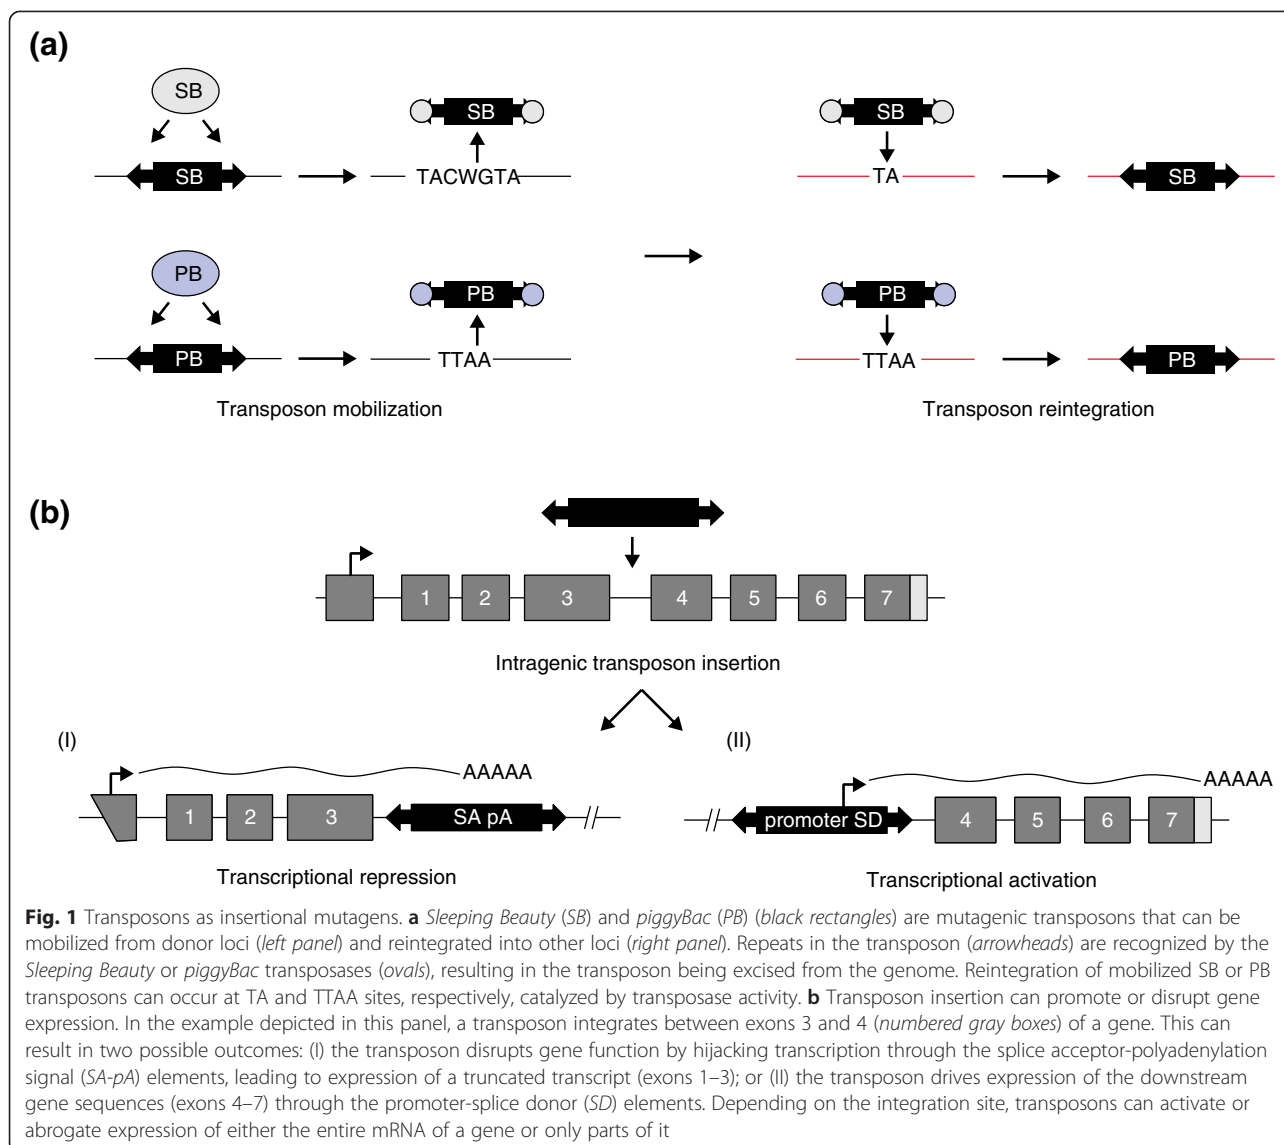 (a)
SB
SB
SB
TACWGTA
SB
TA
SB
PB
PB
PB
TTAA
PB
TTAA
PB
Transposon mobilization
Transposon reintegration
(b)
1 2 3 4 5 6 7
Intragenic transposon insertion
(I)
AAAAA
1 2 3 SA pA
Transcriptional repression
(II)
AAAAA
promoter SD 4 5 6 7
Transcriptional activation
Fig. 1 Transposons as insertional mutagens. a Sleeping Beauty (SB) and piggyBac (PB) (black rectangles) are mutagenic transposons that can be
mobilized from donor loci (left panel) and reintegrated into other loci (right panel). Repeats in the transposon (arrowheads) are recognized by the
Sleeping Beauty or piggyBac transposases (ovals), resulting in the transposon being excised from the genome. Reintegration of mobilized SB or PB
transposons can occur at TA and TTAA sites, respectively, catalyzed by transposase activity. b Transposon insertion can promote or disrupt gene
expression. In the example depicted in this panel, a transposon integrates between exons 3 and 4 (numbered gray boxes) of a gene. This can
result in two possible outcomes: (I) the transposon disrupts gene function by hijacking transcription through the splice acceptor-polyadenylation
signal (SA-pA) elements, leading to expression of a truncated transcript (exons 1–3); or (II) the transposon drives expression of the downstream
gene sequences (exons 4–7) through the promoter-splice donor (SD) elements. Depending on the integration site, transposons can activate or
abrogate expression of either the entire mRNA of a gene or only parts of it